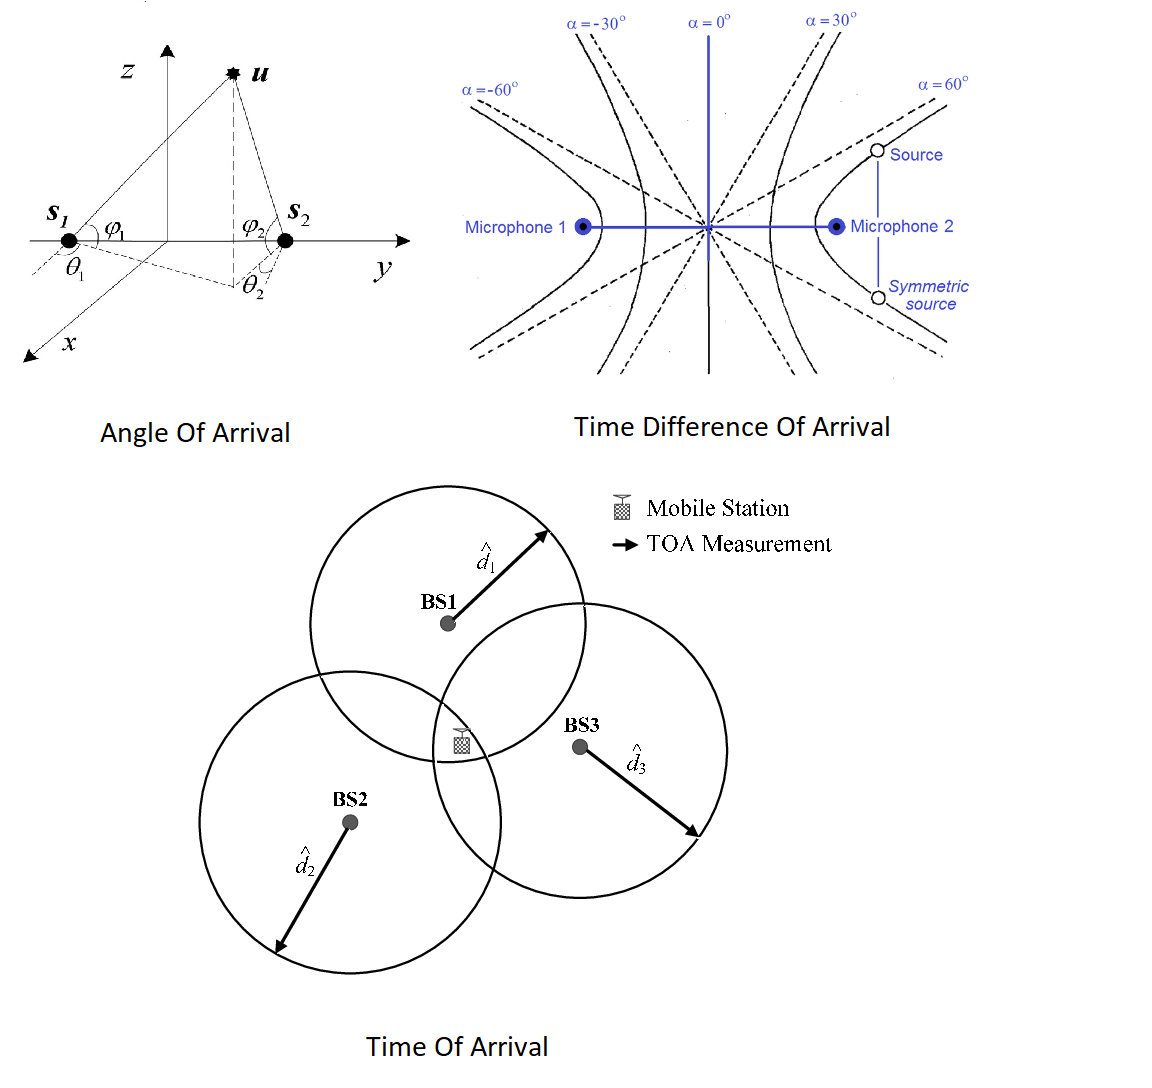 z
u
s1
φ1
φ2
s2
θ1
θ2
y
x
Angle Of Arrival
α=-30°
α=0°
α=30°
α=-60°
α=60°
Source
Microphone 1
Microphone 2
Symmetric
source
Time Difference Of Arrival
Mobile Station
TOA Measurement
d̂1
BS1
BS3
d̂3
BS2
d̂2
Time Of Arrival